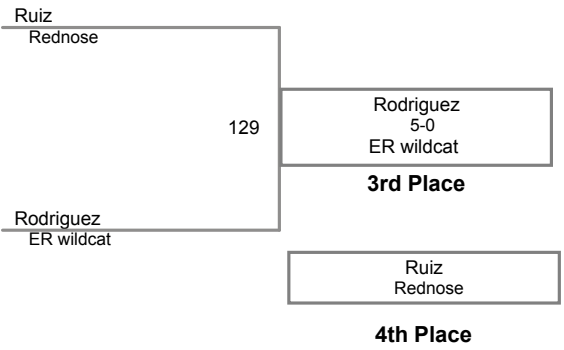 Ruiz
Rednose
129
Rodriguez
5-0
ER wildcat
3rd Place
Rodriguez
ER wildcat
Ruiz
Rednose
4th Place